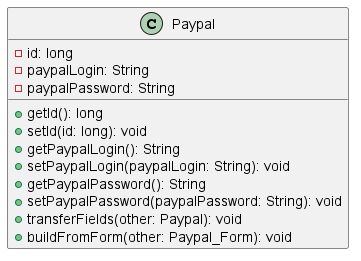 C Paypal
id: long
paypalLogin: String
paypalPassword: String
getId(): long
setId(id: long): void
getPaypalLogin(): String
setPaypalLogin(paypalLogin: String): void
getPaypalPassword(): String
setPaypalPassword(paypalPassword: String): void
transferFields(other: Paypal): void
buildFromForm(other: Paypal_Form): void